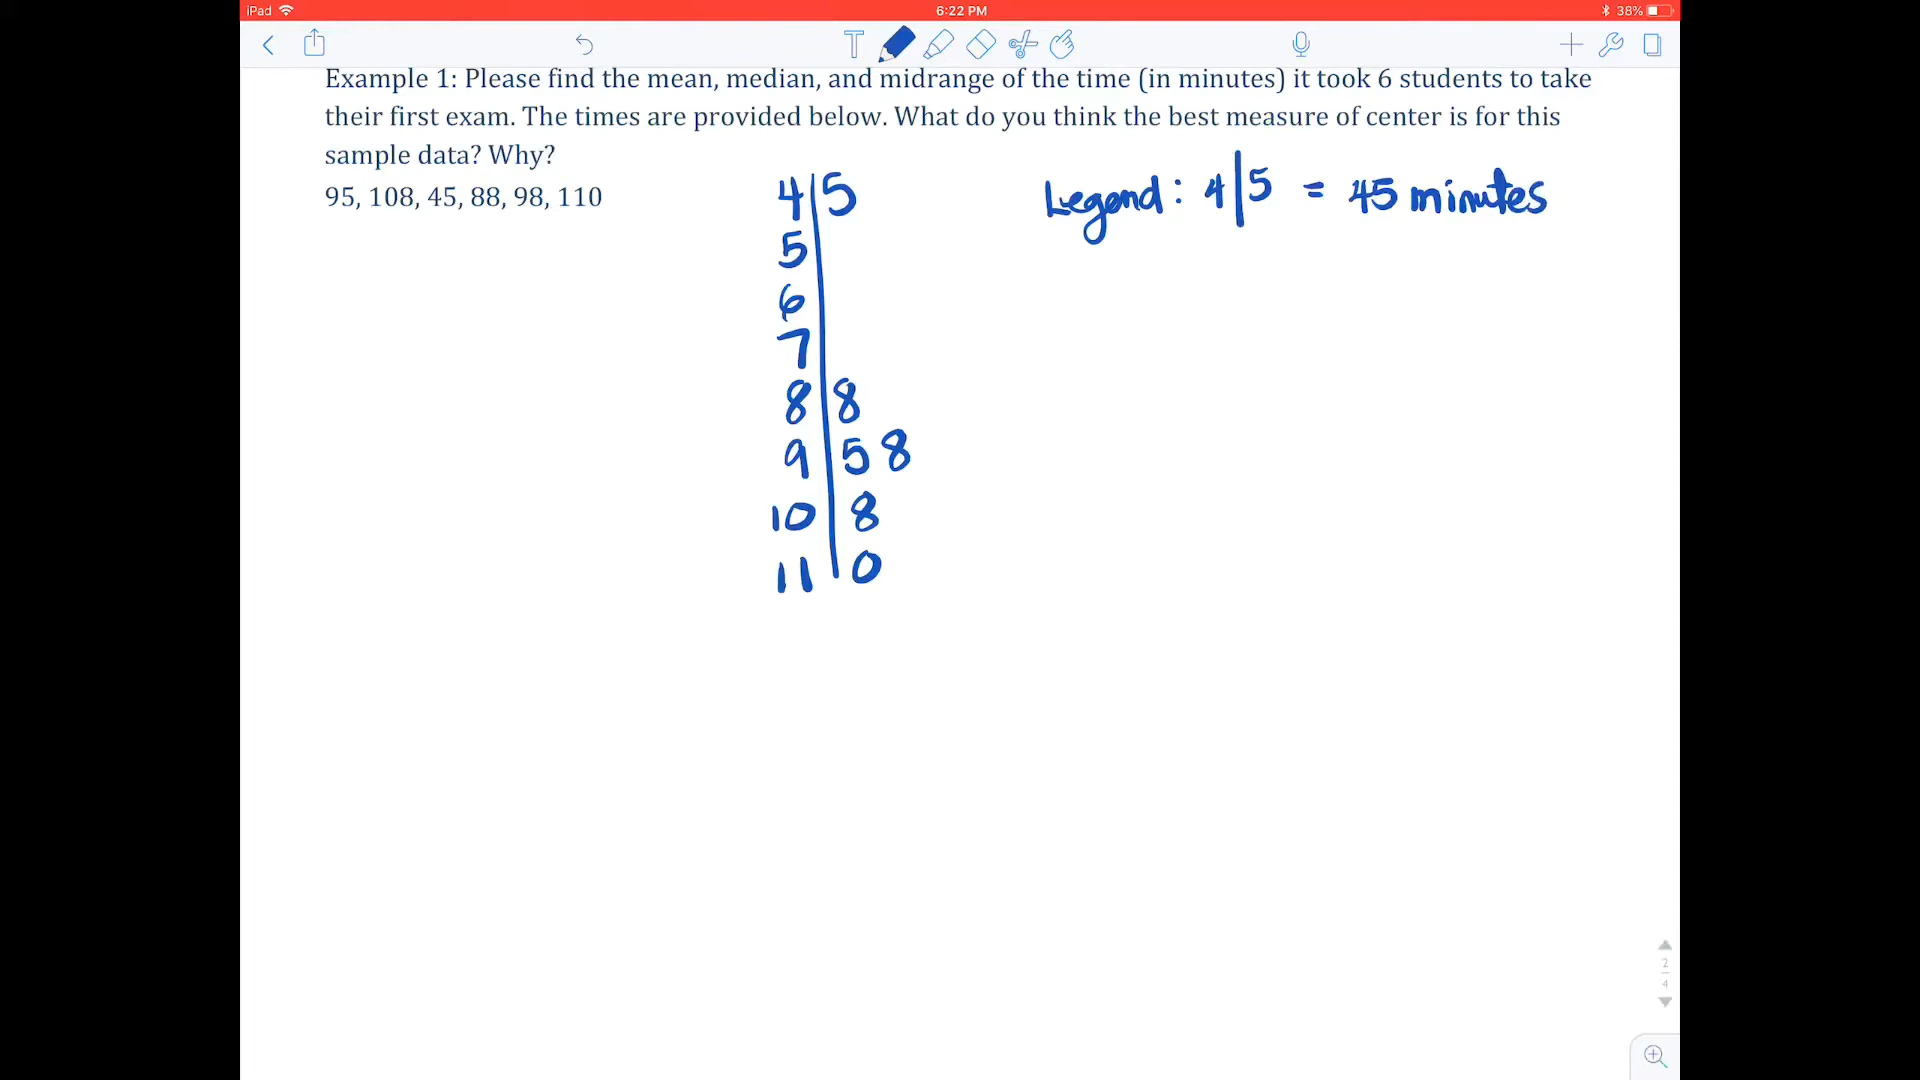 iPad
6:22 PM
38%
T
Example 1: Please find the mean, median, and midrange of the time (in minutes) it took 6 students to take
their first exam. The times are provided below. What do you think the best measure of center is for this
sample data? Why?
95, 108, 45, 88, 98, 110
4|5
5|
6|
7|
8|8
9|5 8
10|8
11|0
Legend: 4|5 = 45 minutes
2
4